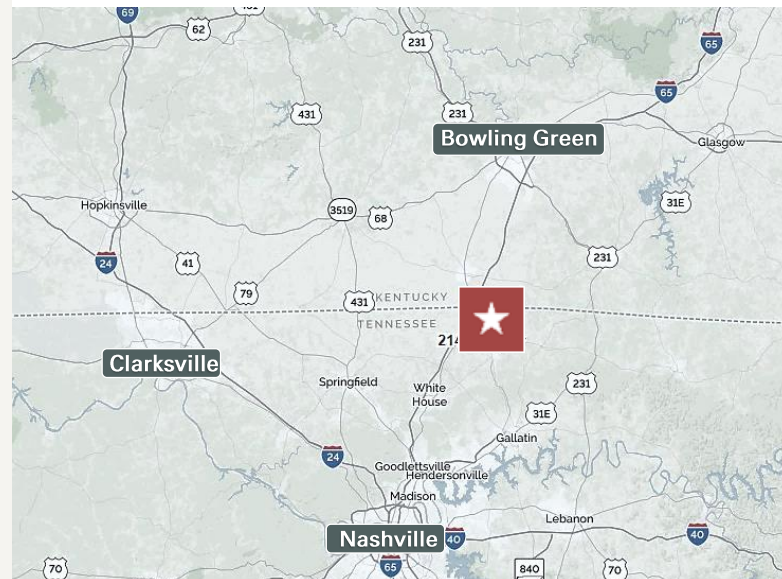 69
62
231
65
65
431
231
Bowling Green
Glasgow
Hopkinsville
3519
68
31E
24
41
231
79
431
KENTUCKY
TENNESSEE
214
Clarksville
Springfield
White
House
231
31E
Gallatin
24
Goodlettsville
Hendersonville
Madison
Lebanon
Nashville
40
40
70
65
840
70